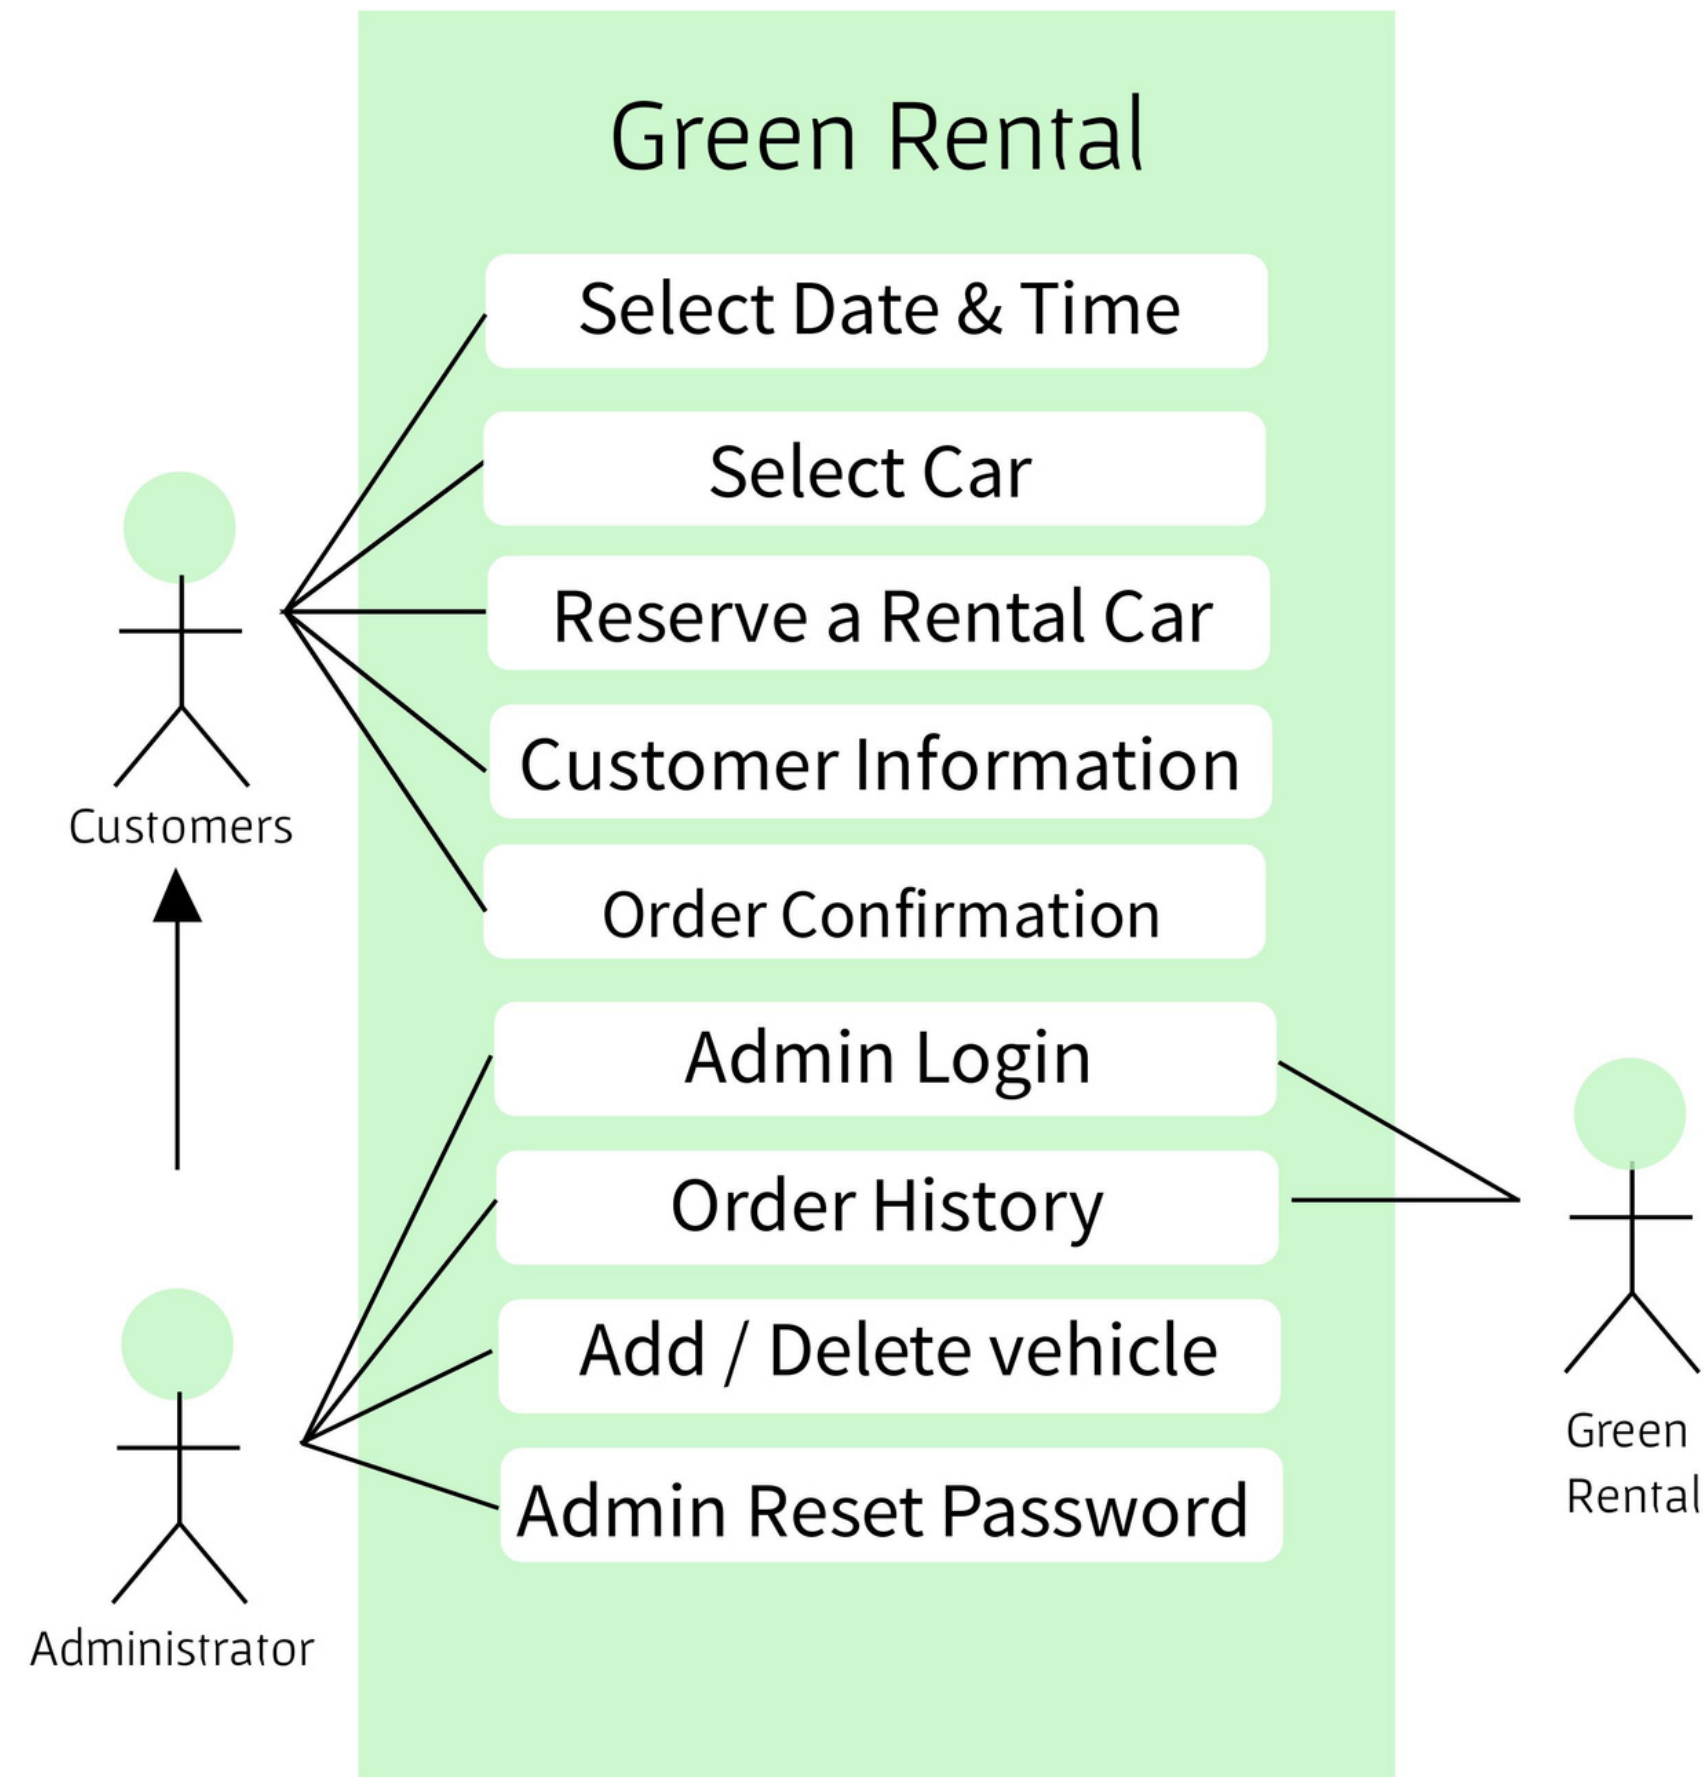 Green Rental
Select Date & Time
Select Car
Reserve a Rental Car
Customer Information
Customers
Order Confirmation
Admin Login
Order History
Add / Delete vehicle
Green
Rental
Admin Reset Password
Administrator